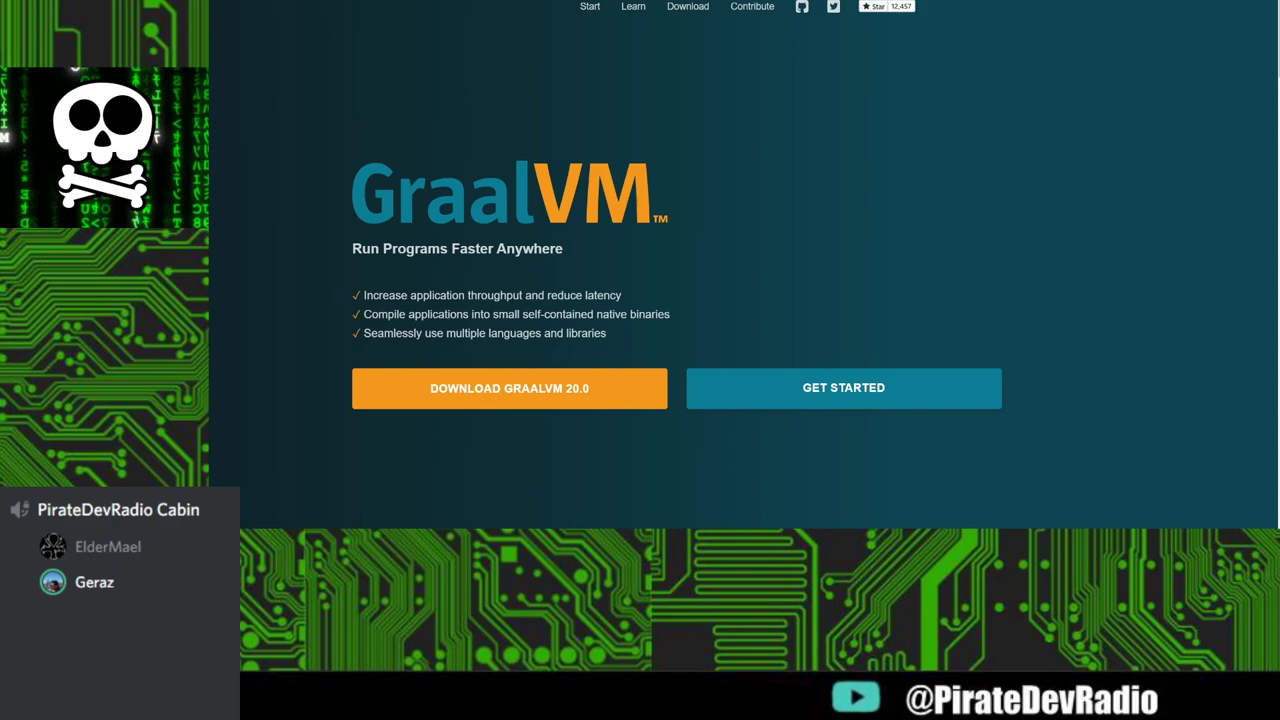 Start Learn Download Contribute Star 12,457
GraalVM™
Run Programs Faster Anywhere
✓ Increase application throughput and reduce latency
✓ Compile applications into small self-contained native binaries
✓ Seamlessly use multiple languages and libraries
DOWNLOAD GRAALVM 20.0 GET STARTED
PirateDevRadio Cabin
ElderMael
Geraz
@PirateDevRadio